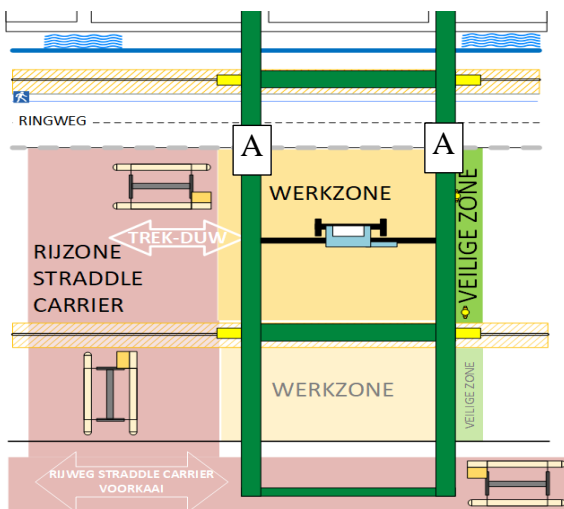 RINGWEG
A
A
WERKZONE
VEILIGE ZONE
TREK-DUW
RIJZONE
STRADDLE
CARRIER
WERKZONE
VEILIGE ZONE
RIJWEG STRADDLE CARRIER
VOORKAAI